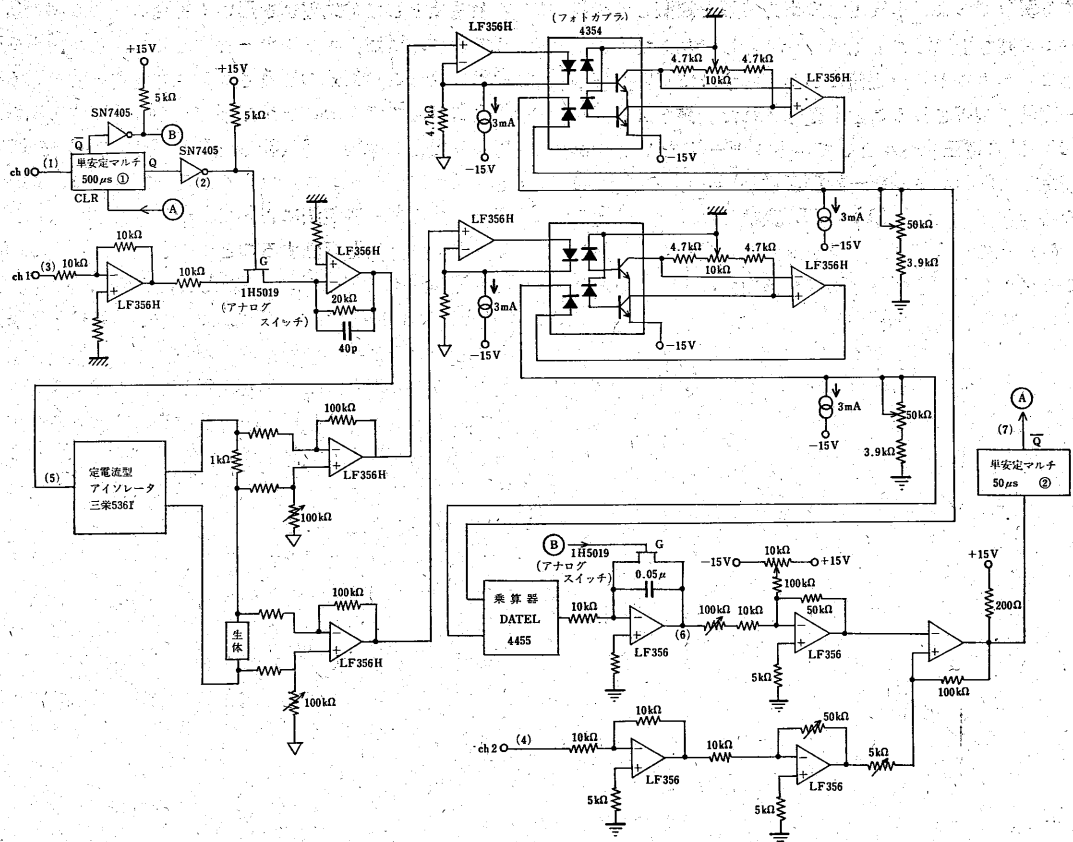 +15V
5kΩ
SN7405
B
Q̄
ch 0
(1)
単安定マルチ
500μs ①
CLR
Q
A
+15V
5kΩ
SN7405
(2)
10kΩ
ch 1
(3)
10kΩ
LF356H
10kΩ
G
1H5019
(アナログ
スイッチ)
LF356H
20kΩ
40p
LF356H
4.7kΩ
3mA
-15V
(フォトカプラ)
4354
4.7kΩ
10kΩ
4.7kΩ
LF356H
-15V
3mA
-15V
50kΩ
3.9kΩ
LF356H
3mA
-15V
4.7kΩ
10kΩ
4.7kΩ
LF356H
-15V
3mA
-15V
50kΩ
3.9kΩ
(5)
定電流型
アイソレータ
三栄5361
1kΩ
100kΩ
LF356H
100kΩ
生体
100kΩ
LF356H
100kΩ
A
(7)
Q̄
単安定マルチ
50μs ②
B
1H5019
G
(アナログ
スイッチ)
0.05μ
乗算器
DATEL
4455
10kΩ
LF356
(6)
100kΩ
10kΩ
-15V
10kΩ
+15V
100kΩ
50kΩ
LF356
5kΩ
+15V
200Ω
100kΩ
ch 2
(4)
10kΩ
10kΩ
LF356
5kΩ
10kΩ
50kΩ
LF356
5kΩ
5kΩ